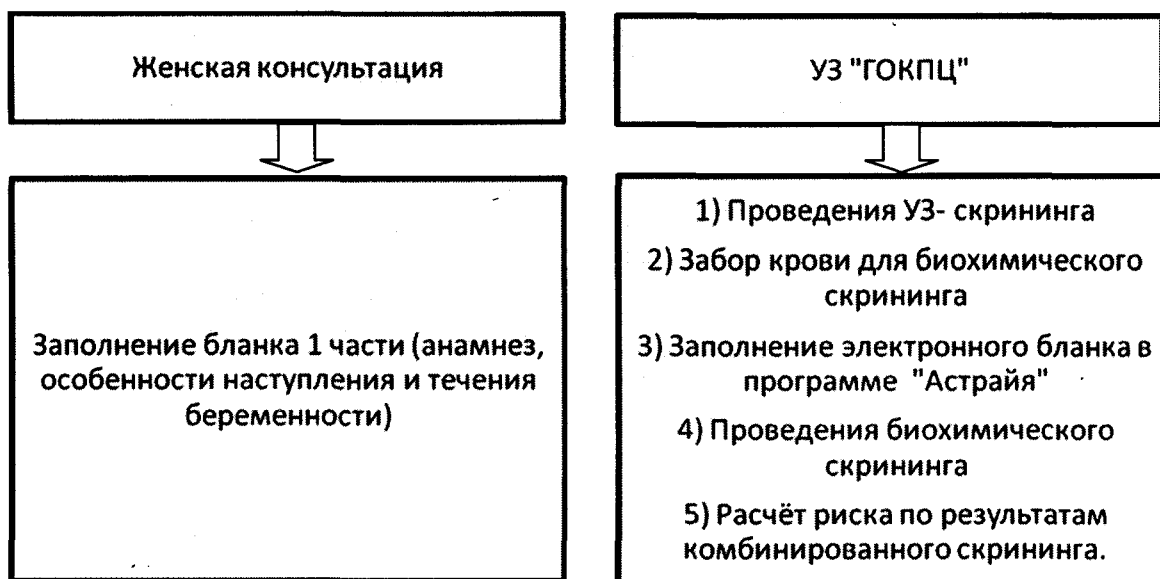 Женская консультация
Заполнение бланка 1 части (анамнез,
особенности наступления и течения
беременности)
УЗ "ГОКПЦ"
1) Проведения УЗ- скрининга
2) Забор крови для биохимического
скрининга
3) Заполнение электронного бланка в
программе "Астрайя"
4) Проведения биохимического
скрининга
5) Расчёт риска по результатам
комбинированного скрининга.